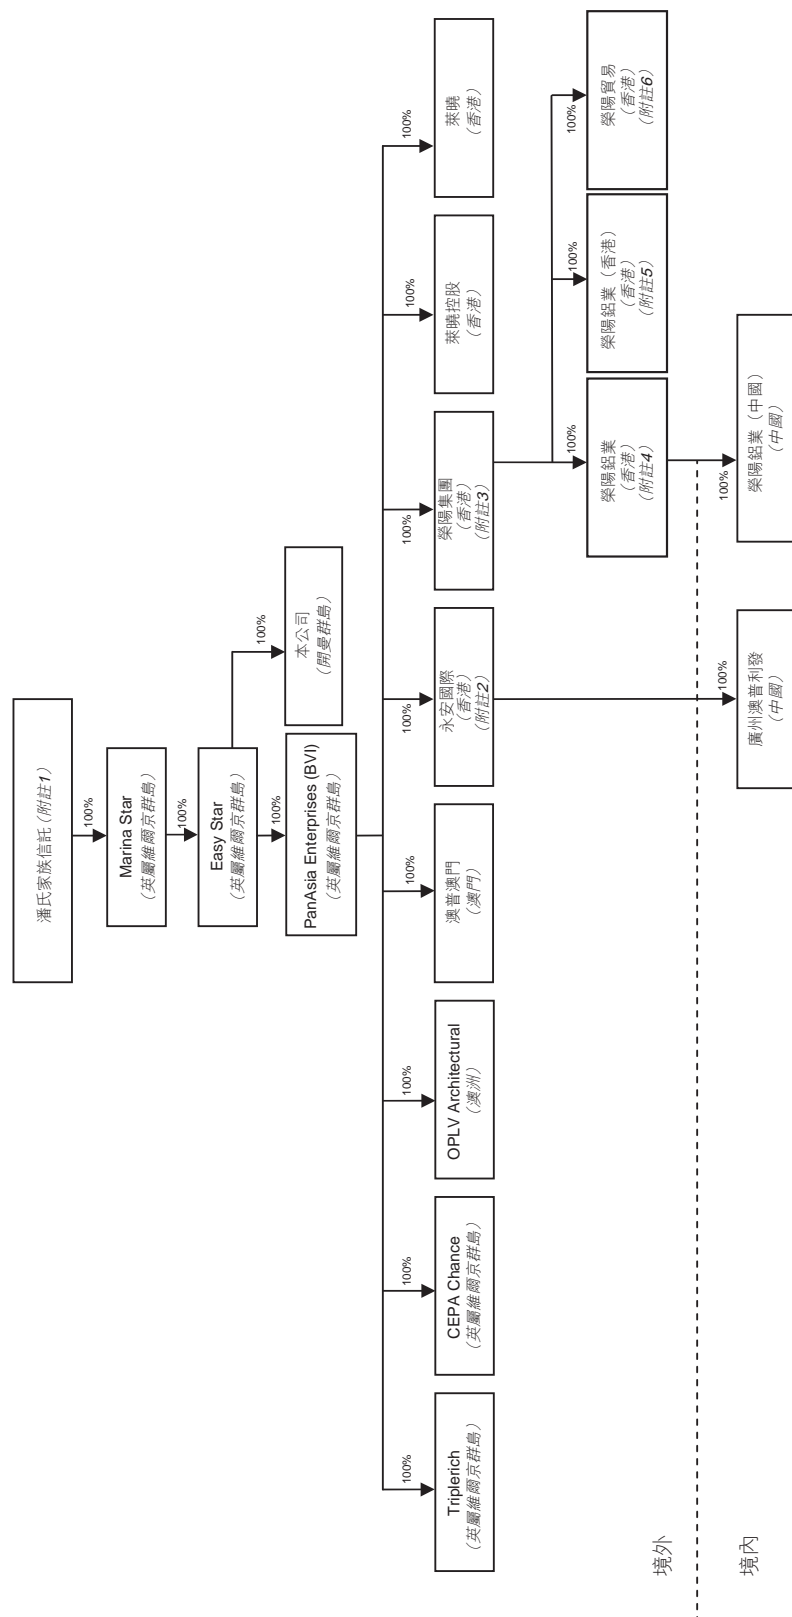 潘氏家族信託(附註1)
100%
Marina Star
(英屬維爾京群島)
100%
Easy Star
(英屬維爾京群島)
100%
100%
本公司
(開曼群島)
PanAsia Enterprises (BVI)
(英屬維爾京群島)
100%
100%
100%
100%
100%
100%
100%
100%
Triplerich
(英屬維爾京群島)
CEPA Chance
(英屬維爾京群島)
OPLV Architectural
(澳洲)
澳普澳門
(澳門)
永安國際
(香港)
(附註2)
榮陽集團
(香港)
(附註3)
萊曉控股
(香港)
萊曉
(香港)
100%
100%
100%
榮陽鋁業
(香港)
(附註4)
榮陽鋁業(香港)
(香港)
(附註5)
榮陽貿易
(香港)
(附註6)
境外
境內
100%
100%
廣州澳普利發
(中國)
榮陽鋁業(中國)
(中國)